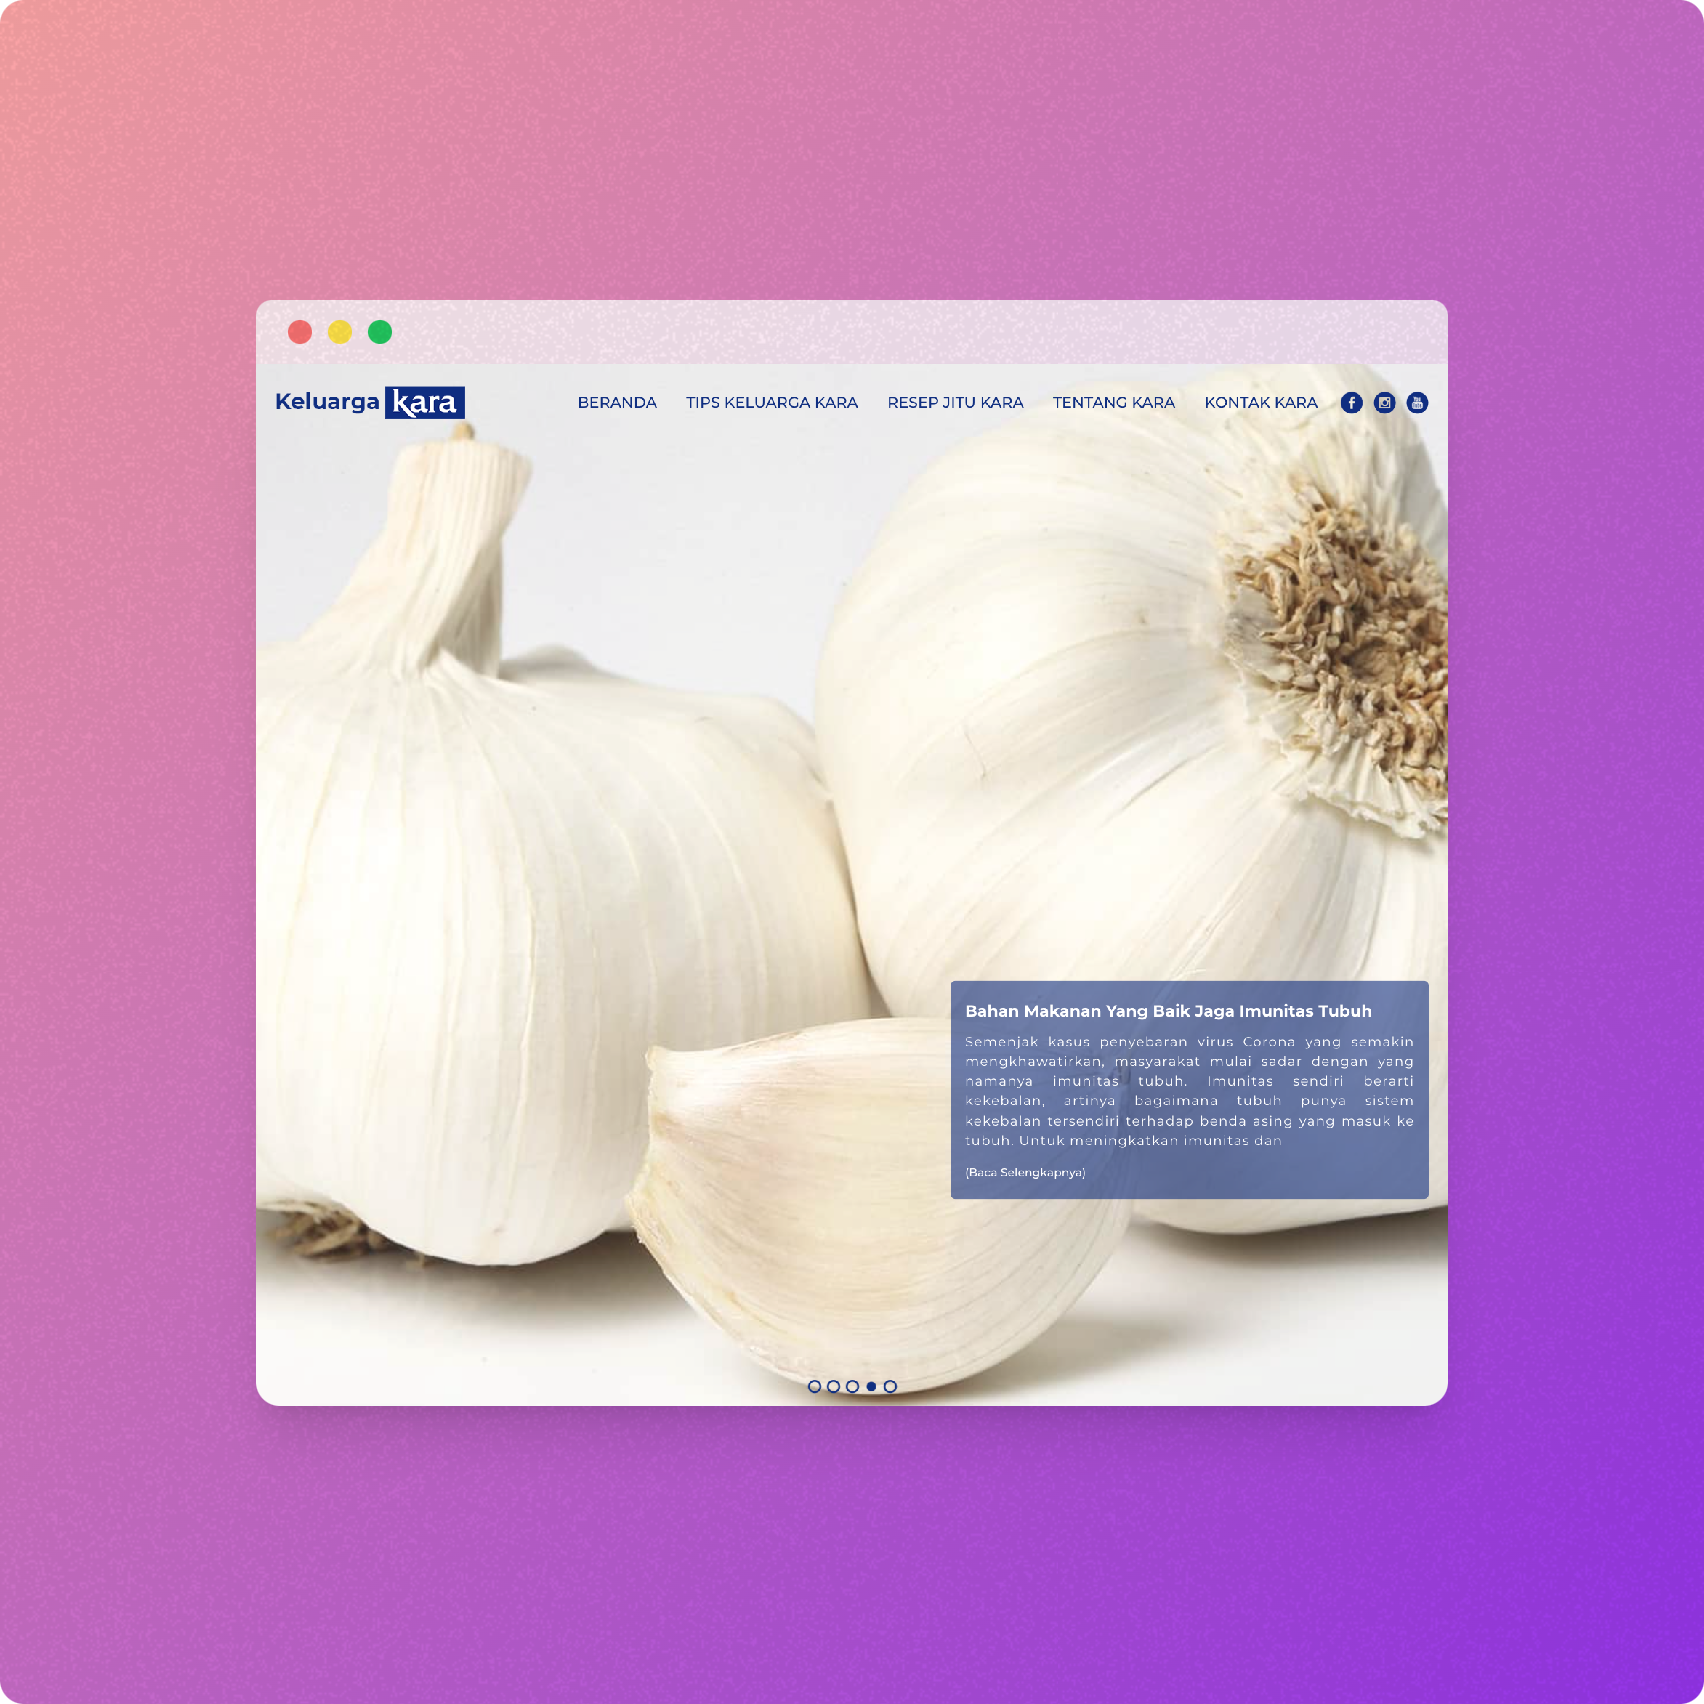 Keluarga kara
BERANDA TIPS KELUARGA KARA RESEP JITU KARA TENTANG KARA KONTAK KARA
Bahan Makanan Yang Baik Jaga Imunitas Tubuh
Semenjak kasus penyebaran virus Corona yang semakin
mengkhawatirkan, masyarakat mulai sadar dengan yang
namanya imunitas tubuh. Imunitas sendiri berarti
kekebalan, artinya bagaimana tubuh punya sistem
kekebalan tersendiri terhadap benda asing yang masuk ke
tubuh. Untuk meningkatkan imunitas dan
(Baca Selengkapnya)